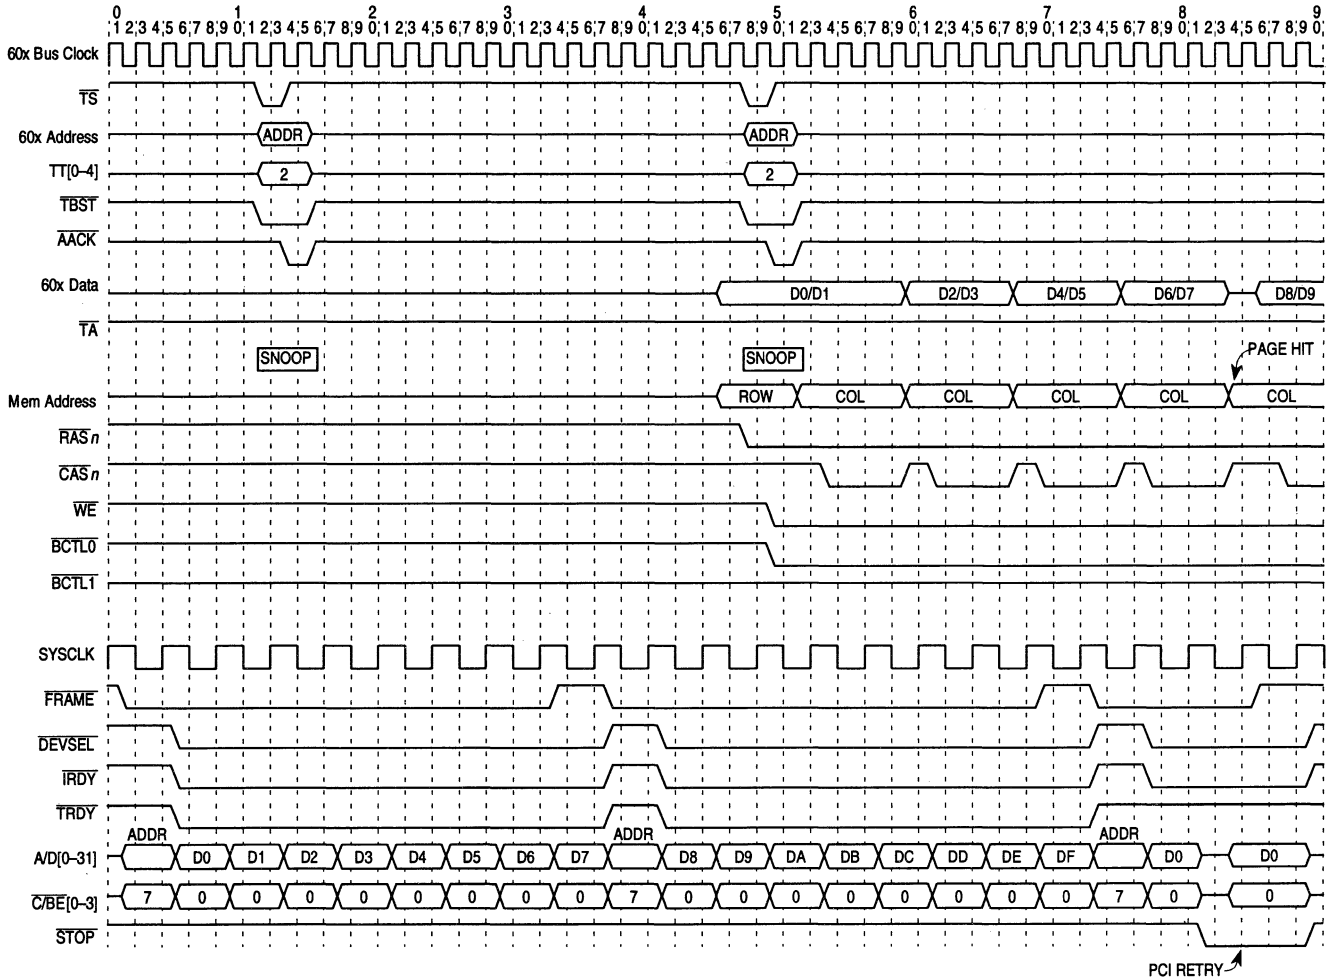 0 1 2 3 4 5 6 7 8 9
1 2,3 4,5 6,7 8,9 0, 1 2,3 4,5 6,7 8,9 0, 1 2,3 4,5 6,7 8,9 0, 1 2,3 4,5 6,7 8,9 0, 1 2,3 4,5 6,7 8,9 0, 1 2,3 4,5 6,7 8,9 0, 1 2,3 4,5 6,7 8,9 0, 1 2,3 4,5 6,7 8,9 0, 1 2,3 4,5 6,7 8,9 0,
60x Bus Clock
TS
60x Address ADDR ADDR
TT[0–4] 2 2
TBST
AACK
60x Data D0/D1 D2/D3 D4/D5 D6/D7 D8/D9
TA
SNOOP SNOOP PAGE HIT
Mem Address ROW COL COL COL COL COL
RAS n
CAS n
WE
BCTL0
BCTL1
SYSCLK
FRAME
DEVSEL
IRDY
TRDY
ADDR ADDR ADDR
A/D[0–31] D0 D1 D2 D3 D4 D5 D6 D7 D8 D9 DA DB DC DD DE DF D0 D0
C/BE[0–3] 7 0 0 0 0 0 0 0 0 7 0 0 0 0 0 0 0 0 7 0 0
STOP
PCI RETRY